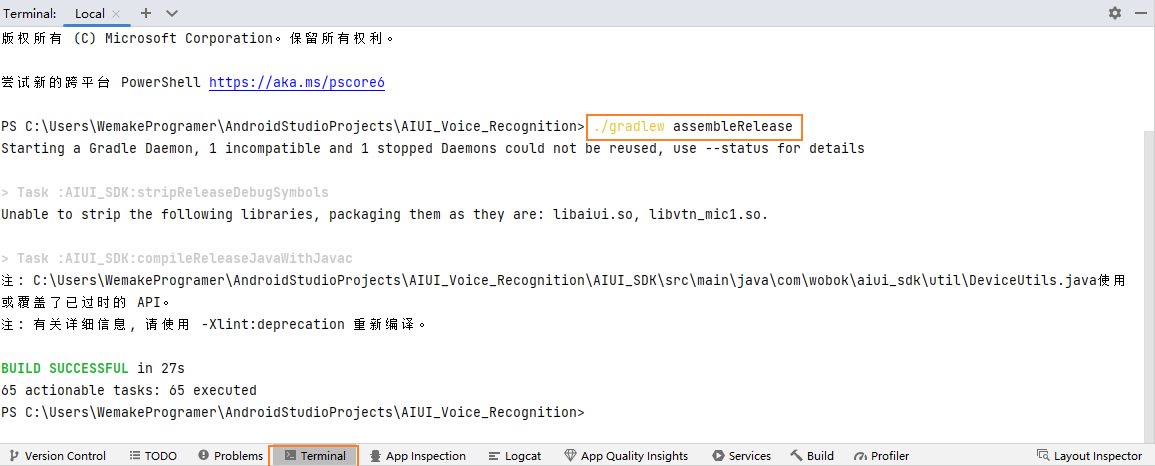 Terminal: Local
版权所有 (C) Microsoft Corporation。保留所有权利。
尝试新的跨平台 PowerShell https://aka.ms/pscore6
PS C:\Users\WemakeProgramer\AndroidStudioProjects\AIUI_Voice_Recognition> ./gradlew assembleRelease
Starting a Gradle Daemon, 1 incompatible and 1 stopped Daemons could not be reused, use --status for details
> Task :AIUI_SDK:stripReleaseDebugSymbols
Unable to strip the following libraries, packaging them as they are: libaiui.so, libvtn_mic1.so.
> Task :AIUI_SDK:compileReleaseJavaWithJavac
注: C:\Users\WemakeProgramer\AndroidStudioProjects\AIUI_Voice_Recognition\AIUI_SDK\src\main\java\com\wobok\aiui_sdk\util\DeviceUtils.java使用
或覆盖了已过时的 API。
注: 有关详细信息, 请使用 -Xlint:deprecation 重新编译。
BUILD SUCCESSFUL in 27s
65 actionable tasks: 65 executed
PS C:\Users\WemakeProgramer\AndroidStudioProjects\AIUI_Voice_Recognition>
Version Control TODO Problems Terminal App Inspection Logcat App Quality Insights Services Build Profiler Layout Inspector